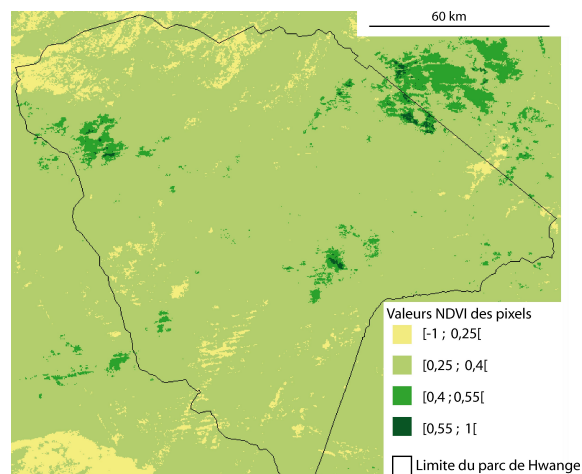 60 km
Valeurs NDVI des pixels
[-1 ; 0,25[
[0,25 ; 0,4[
[0,4 ; 0,55[
[0,55 ; 1[
Limite du parc de Hwange